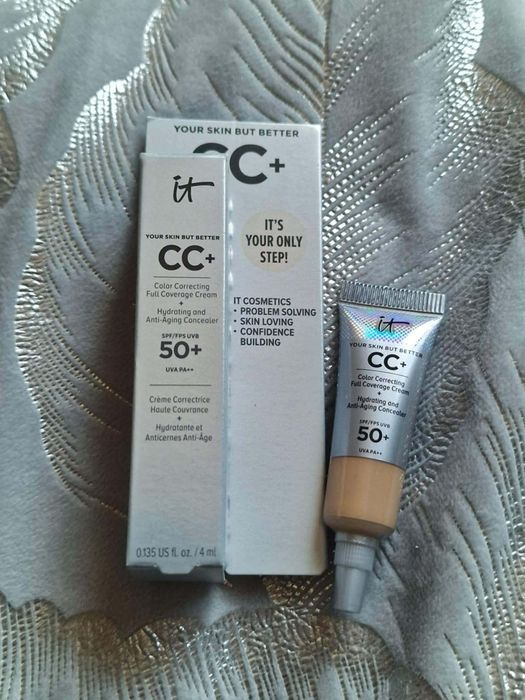 YOUR SKIN BUT BETTER
CC+
IT'S
YOUR ONLY
STEP!
IT COSMETICS
• PROBLEM SOLVING
• SKIN LOVING
• CONFIDENCE
BUILDING
it
YOUR SKIN BUT BETTER
CC+
Color Correcting
Full Coverage Cream
+
Hydrating and
Anti-Aging Concealer
SPF/FPS UVB
50+
UVA PA++
Crème Correctrice
Haute Couvrance
+
Hydratante et
Anticernes Anti-Âge
0.135 US fl. oz. / 4 ml
it
YOUR SKIN BUT BETTER
CC+
Color Correcting
Full Coverage Cream
+
Hydrating and
Anti-Aging Concealer
SPF/FPS UVB
50+
UVA PA++